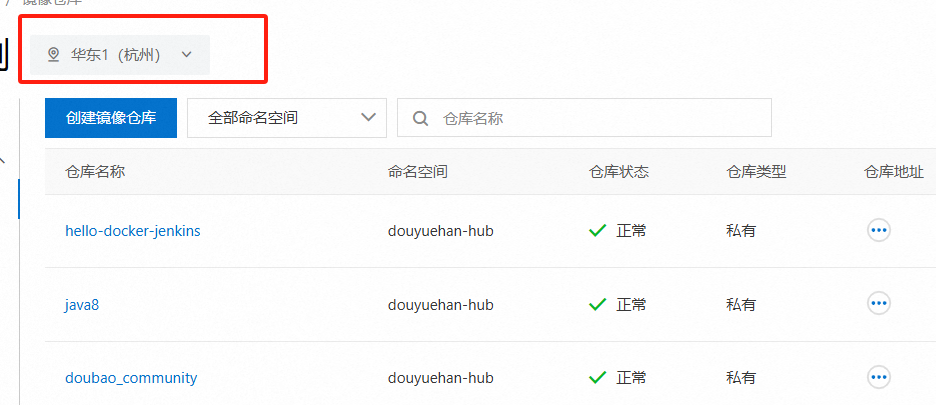 / 镜像仓库
例
华东1（杭州）
创建镜像仓库 全部命名空间 仓库名称
仓库名称 命名空间 仓库状态 仓库类型 仓库地址
hello-docker-jenkins douyuehan-hub 正常 私有
java8 douyuehan-hub 正常 私有
doubao_community douyuehan-hub 正常 私有